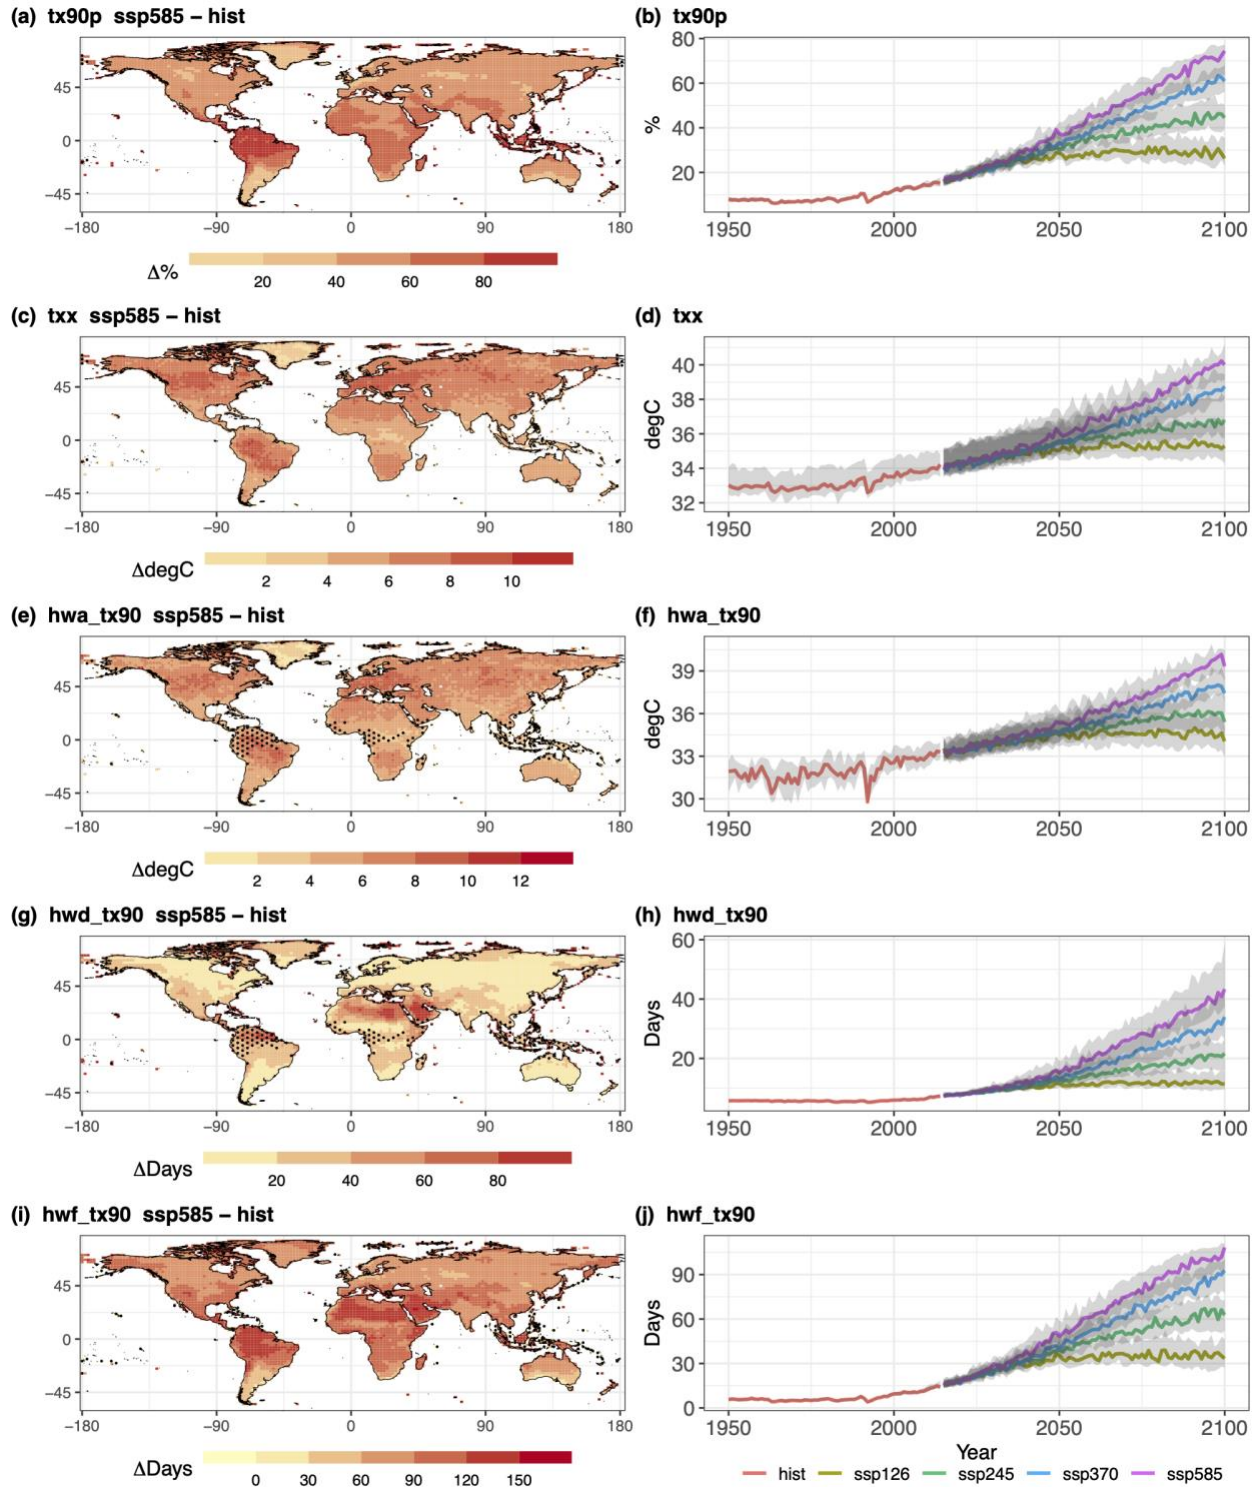 (a) tx90p ssp585 – hist
45
0
−45
−180 −90 0 90 180
Δ% 20 40 60 80
(b) tx90p
80
60
40
20
%
1950 2000 2050 2100
(c) txx ssp585 – hist
45
0
−45
−180 −90 0 90 180
ΔdegC 2 4 6 8 10
(d) txx
40
38
36
34
32
degC
1950 2000 2050 2100
(e) hwa_tx90 ssp585 – hist
45
0
−45
−180 −90 0 90 180
ΔdegC 2 4 6 8 10 12
(f) hwa_tx90
39
36
33
30
degC
1950 2000 2050 2100
(g) hwd_tx90 ssp585 – hist
45
0
−45
−180 −90 0 90 180
ΔDays 20 40 60 80
(h) hwd_tx90
60
40
20
Days
1950 2000 2050 2100
(i) hwf_tx90 ssp585 – hist
45
0
−45
−180 −90 0 90 180
ΔDays 0 30 60 90 120 150
(j) hwf_tx90
90
60
30
0
Days
1950 2000 2050 2100
Year
hist ssp126 ssp245 ssp370 ssp585